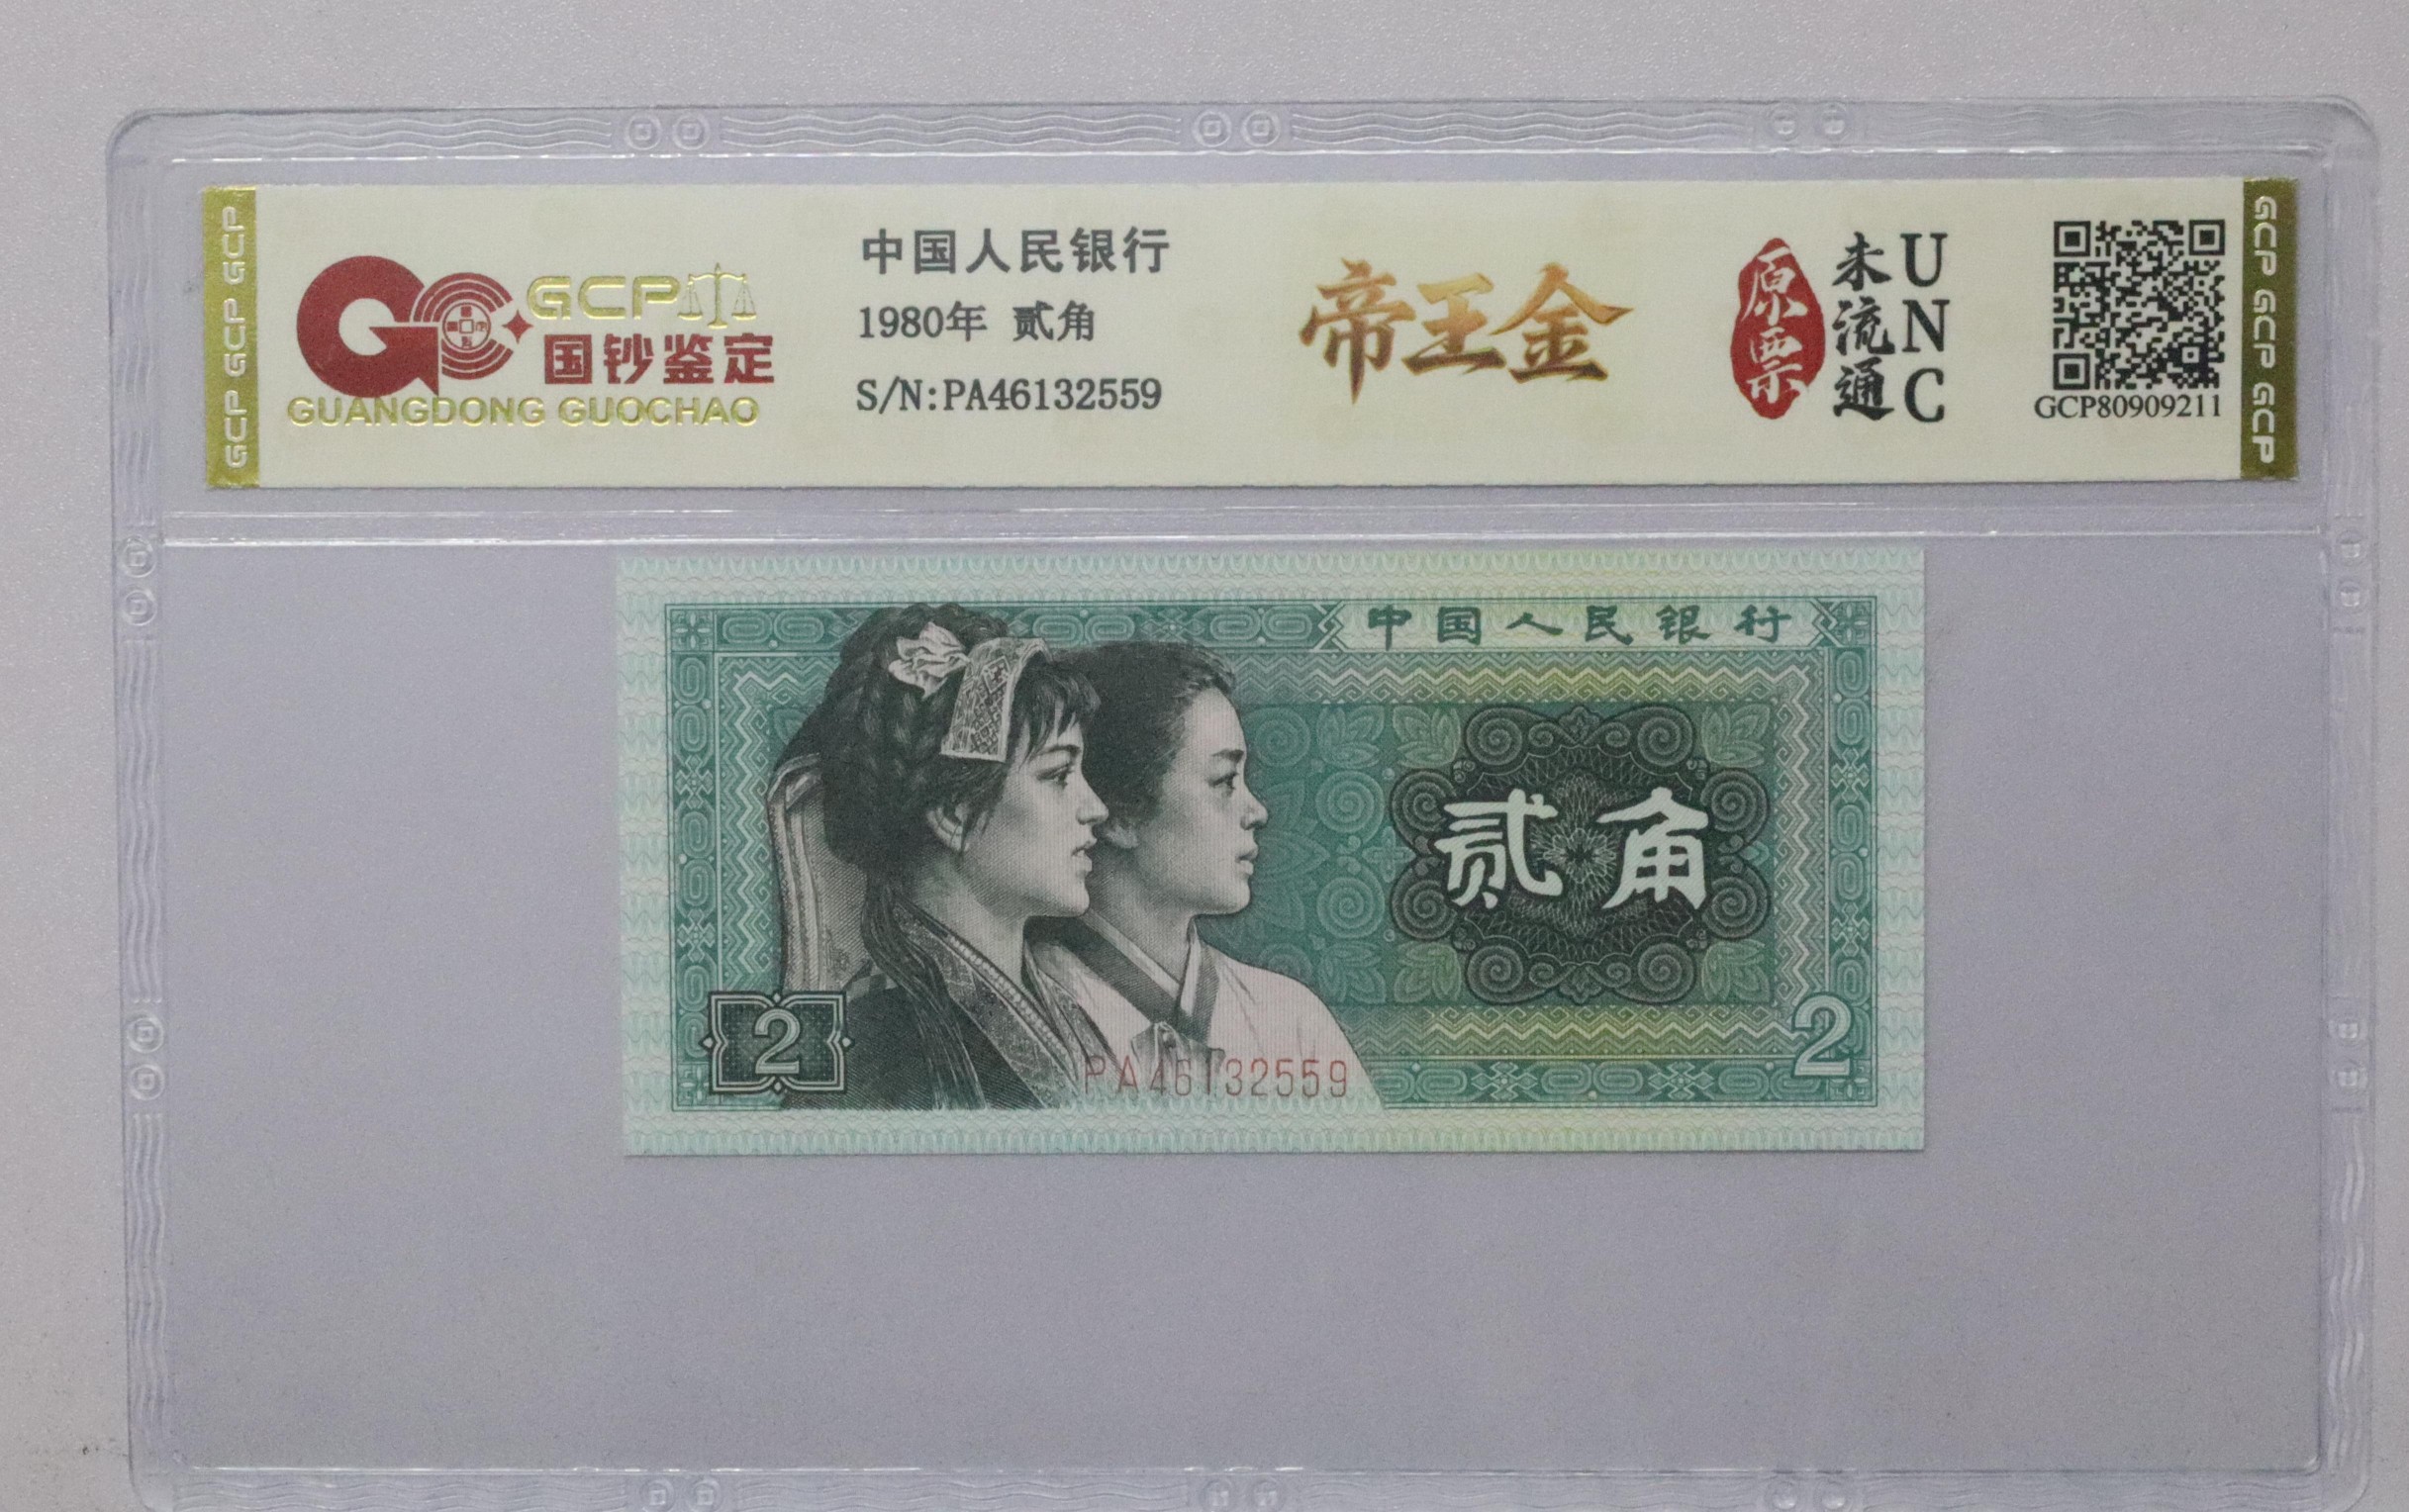 GCP GCP GCP
GCP
国钞鉴定
GUANGDONG GUOCHAO
中国人民银行
1980年 贰角
S/N:PA46132559
帝王金
原票
未流通
UNC
GCP80909211
GCP GCP GCP
中国人民银行
贰角
2
2
PA46132559